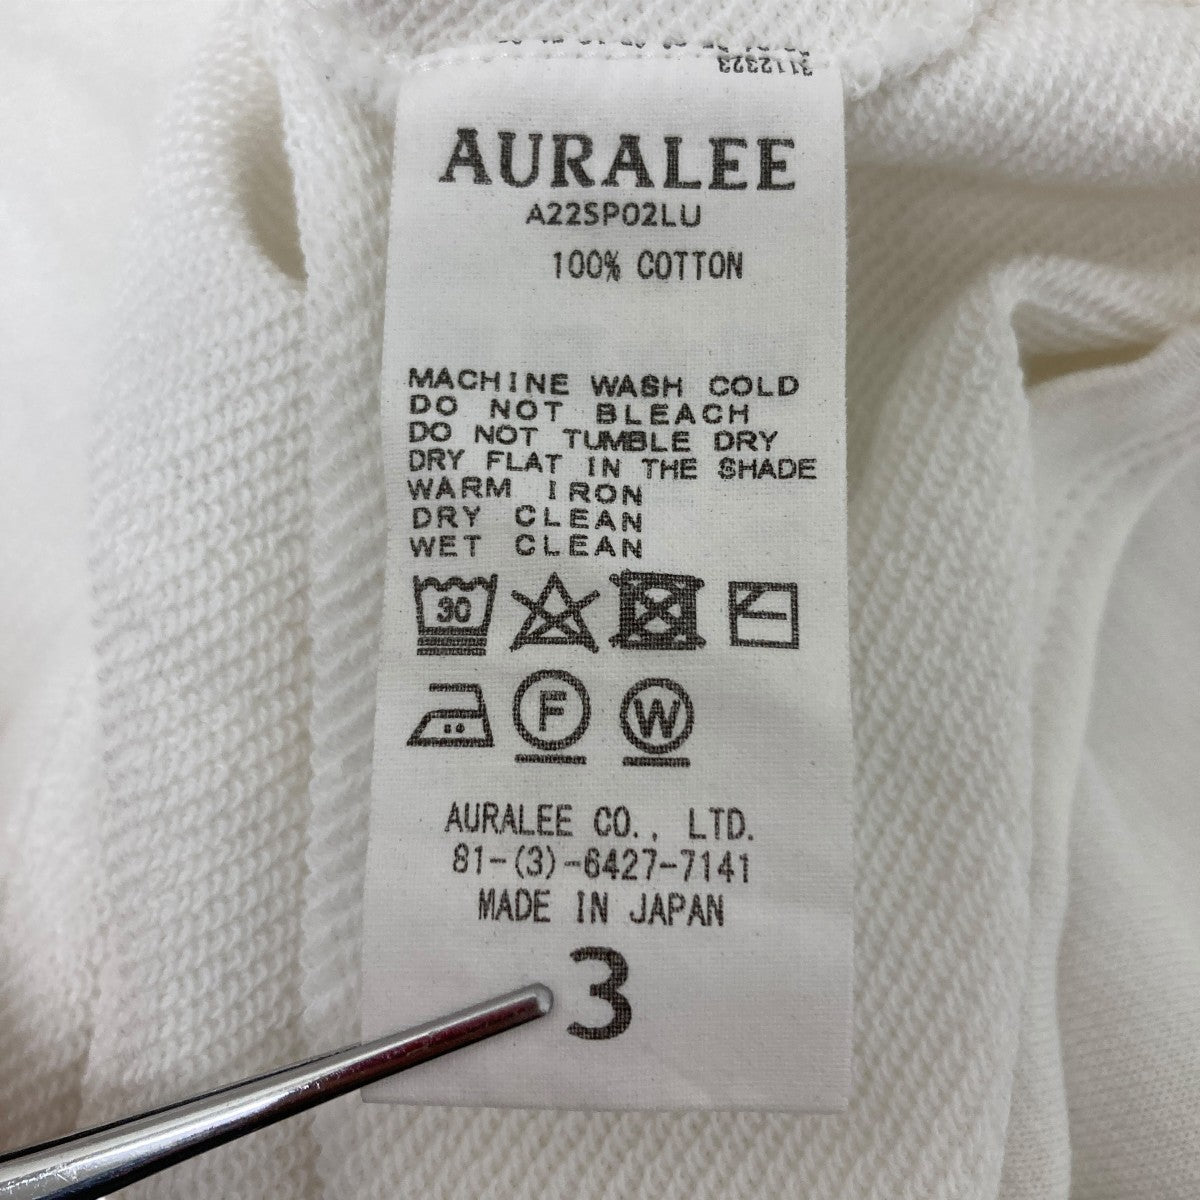 3112323
AURALEE
A22SP02LU
100% COTTON
MACHINE WASH COLD
DO NOT BLEACH
DO NOT TUMBLE DRY
DRY FLAT IN THE SHADE
WARM IRON
DRY CLEAN
WET CLEAN
30
F
W
AURALEE CO., LTD.
81-(3)-6427-7141
MADE IN JAPAN
3